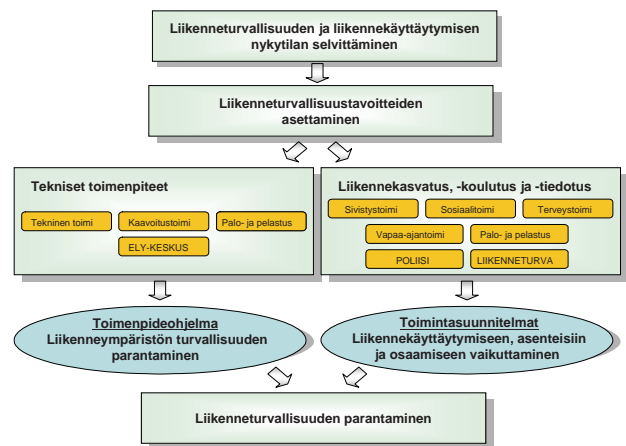 Liikenneturvallisuuden ja liikennekäyttäytymisen
nykytilan selvittäminen
Liikenneturvallisuustavoitteiden
asettaminen
Tekniset toimenpiteet
Tekninen toimi
Kaavoitustoimi
Palo- ja pelastus
ELY-KESKUS
Liikennekasvatus, -koulutus ja -tiedotus
Sivistystoimi
Sosiaalitoimi
Terveystoimi
Vapaa-ajantoimi
Palo- ja pelastus
POLIISI
LIIKENNETURVA
Toimenpideohjelma
Liikenneympäristön turvallisuuden
parantaminen
Toimintasuunnitelmat
Liikennekäyttäytymiseen, asenteisiin
ja osaamiseen vaikuttaminen
Liikenneturvallisuuden parantaminen